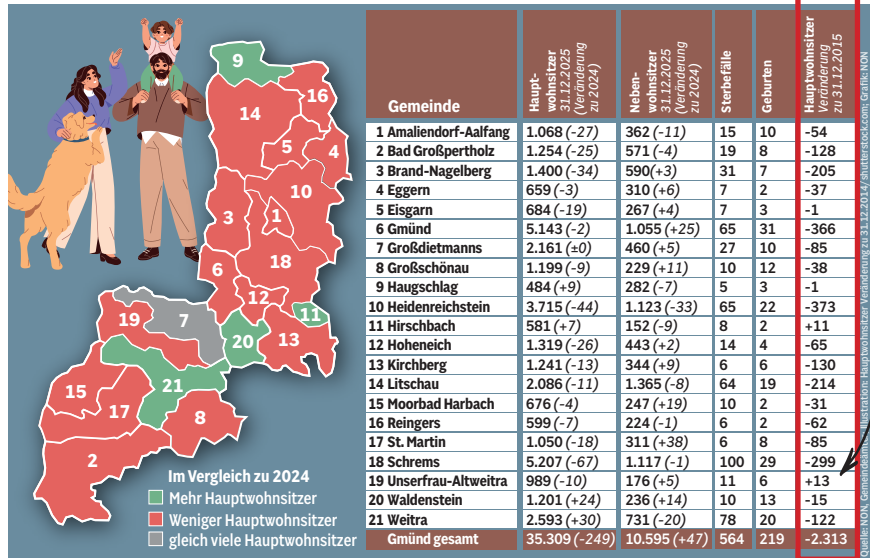 9
16
14
5
4
10
3
1
18
6
12
11
7
19
20
13
21
15
17
8
2
Im Vergleich zu 2024
Mehr Hauptwohnsitzer
Weniger Hauptwohnsitzer
gleich viele Hauptwohnsitzer
Gemeinde
Haupt-
wohnsitzer
31.12.2025
(Veränderung
zu 2024)
Neben-
wohnsitzer
31.12.2025
(Veränderung
zu 2024)
Sterbefälle
Geburten
Hauptwohnsitzer
Veränderung
zu 31.12.2015
1 Amaliendorf-Aalfang 1.068 (-27) 362 (-11) 15 10 -54
2 Bad Großpertholz 1.254 (-25) 571 (-4) 19 8 -128
3 Brand-Nagelberg 1.400 (-34) 590(+3) 31 7 -205
4 Eggern 659 (-3) 310 (+6) 7 2 -37
5 Eisgarn 684 (-19) 267 (+4) 7 3 -1
6 Gmünd 5.143 (-2) 1.055 (+25) 65 31 -366
7 Großdietmanns 2.161 (±0) 460 (+5) 27 10 -85
8 Großschönau 1.199 (-9) 229 (+11) 10 12 -38
9 Haugschlag 484 (+9) 282 (-7) 5 3 -1
10 Heidenreichstein 3.715 (-44) 1.123 (-33) 65 22 -373
11 Hirschbach 581 (+7) 152 (-9) 8 2 +11
12 Hoheneich 1.319 (-26) 443 (+2) 14 4 -65
13 Kirchberg 1.241 (-13) 344 (+9) 6 6 -130
14 Litschau 2.086 (-11) 1.365 (-8) 64 19 -214
15 Moorbad Harbach 676 (-4) 247 (+19) 10 2 -31
16 Reingers 599 (-7) 224 (-1) 6 2 -62
17 St. Martin 1.050 (-18) 311 (+38) 6 8 -85
18 Schrems 5.207 (-67) 1.117 (-1) 100 29 -299
19 Unserfrau-Altweitra 989 (-10) 176 (+5) 11 6 +13
20 Waldenstein 1.201 (+24) 236 (+14) 10 13 -15
21 Weitra 2.593 (+30) 731 (-20) 78 20 -122
Gmünd gesamt 35.309 (-249) 10.595 (+47) 564 219 -2.313
Quelle: NÖN, Gemeindeämter; Illustration: Hauptwohnsitzer Veränderung zu 31.12.2014/ shutterstock.com; Grafik: NÖN